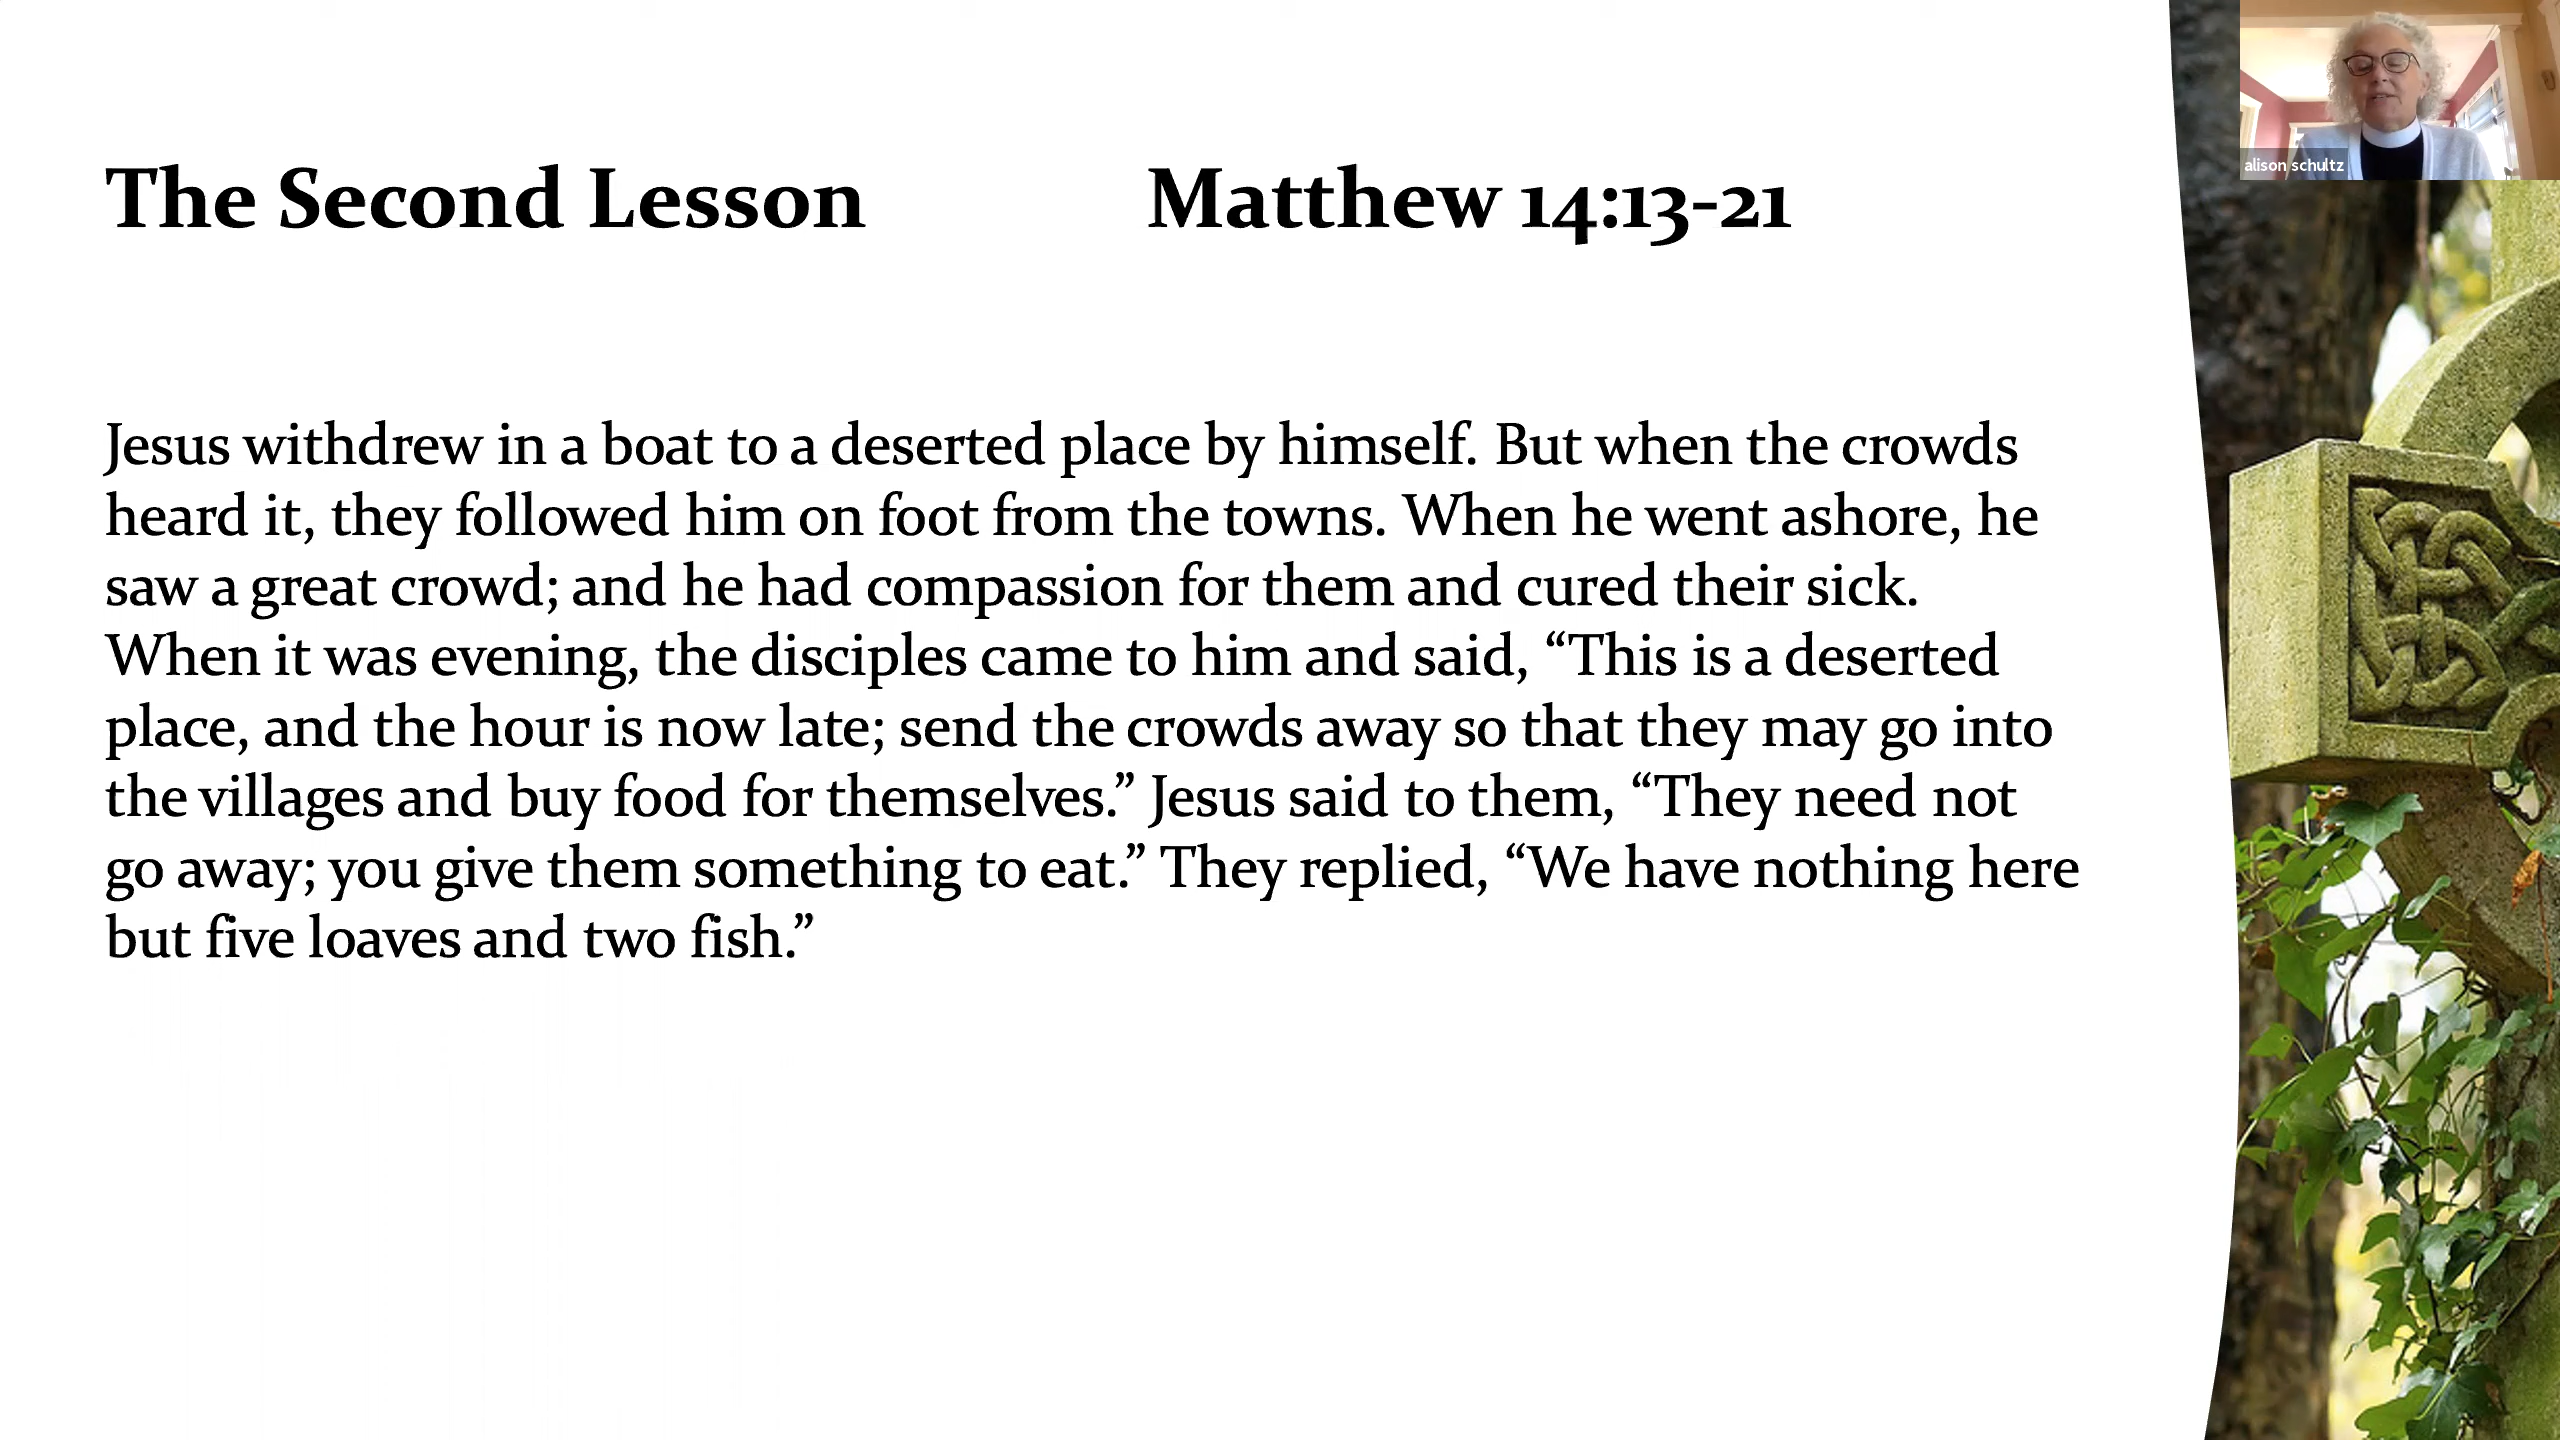 The Second Lesson Matthew 14:13-21
alison schultz
Jesus withdrew in a boat to a deserted place by himself. But when the crowds
heard it, they followed him on foot from the towns. When he went ashore, he
saw a great crowd; and he had compassion for them and cured their sick.
When it was evening, the disciples came to him and said, “This is a deserted
place, and the hour is now late; send the crowds away so that they may go into
the villages and buy food for themselves.” Jesus said to them, “They need not
go away; you give them something to eat.” They replied, “We have nothing here
but five loaves and two fish.”